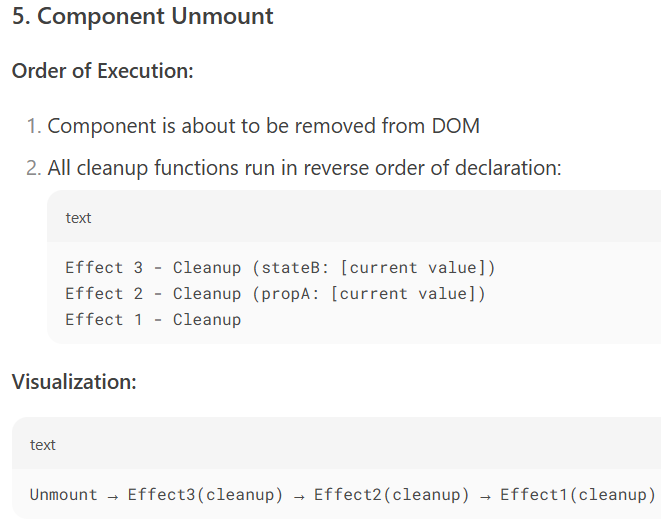 5. Component Unmount
Order of Execution:
1. Component is about to be removed from DOM
2. All cleanup functions run in reverse order of declaration:
text
Effect 3 - Cleanup (stateB: [current value])
Effect 2 - Cleanup (propA: [current value])
Effect 1 - Cleanup
Visualization:
text
Unmount → Effect3(cleanup) → Effect2(cleanup) → Effect1(cleanup)